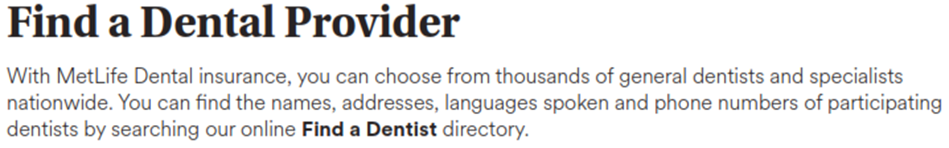 Find a Dental Provider
With MetLife Dental insurance, you can choose from thousands of general dentists and specialists
nationwide. You can find the names, addresses, languages spoken and phone numbers of participating
dentists by searching our online Find a Dentist directory.